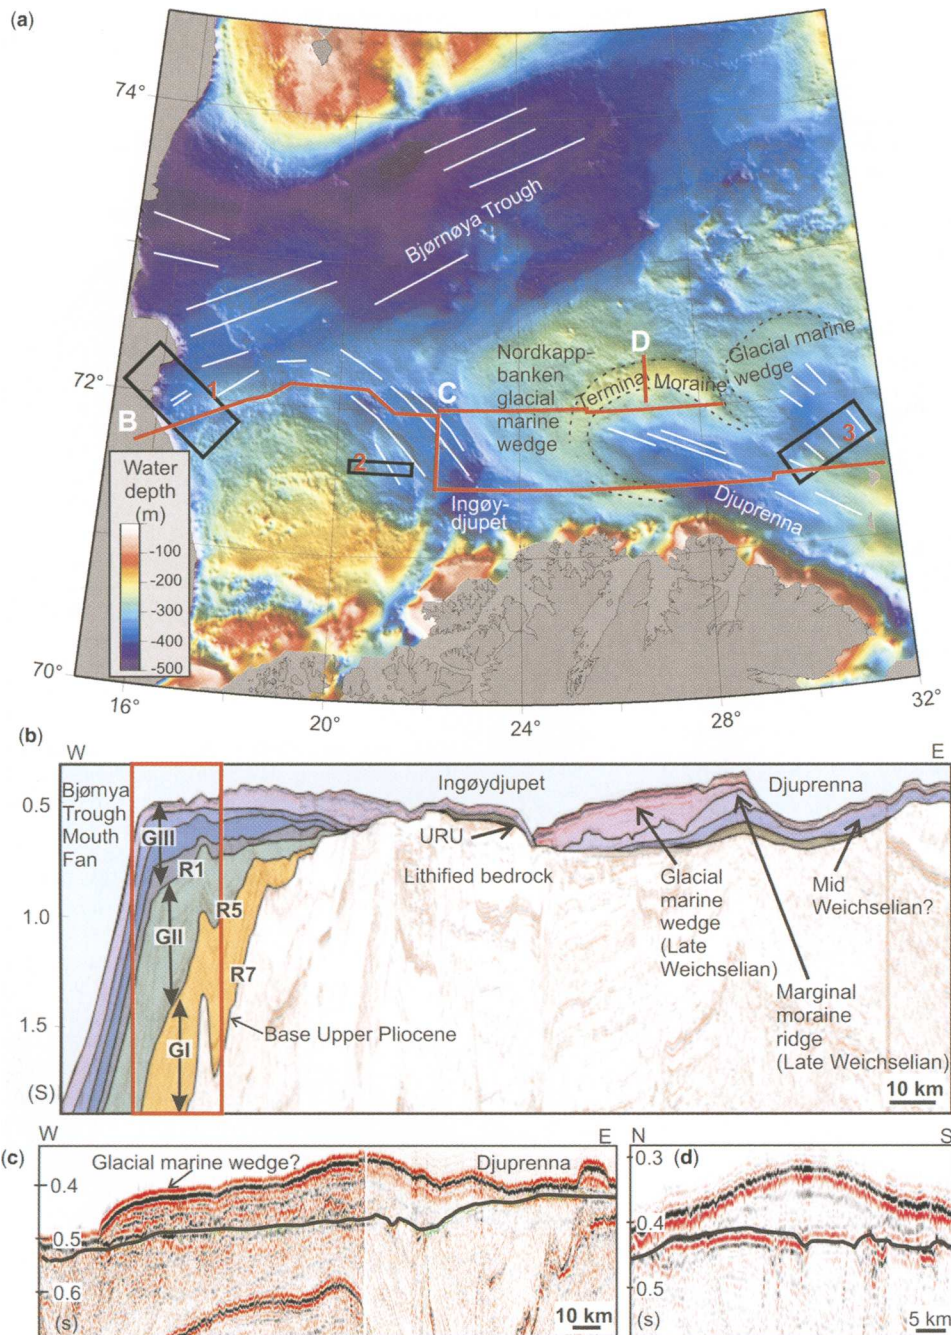 (a)
74°
72°
70°
16°
20°
24°
28°
32°
Bjørnøya Trough
Nordkapp-
banken
glacial
marine
wedge
Termina
Moraine
Glacial marine
wedge
B
C
D
1
2
3
Ingøy-
djupet
Djuprenna
Water
depth
(m)
-100
-200
-300
-400
-500
(b)
W
E
Bjørnya
Trough
Mouth
Fan
Ingøydjupet
Djuprenna
0.5
1.0
1.5
(S)
GIII
R1
GII
R5
R7
GI
URU
Lithified bedrock
Base Upper Pliocene
Glacial
marine
wedge
(Late
Weichselian)
Mid
Weichselian?
Marginal
moraine
ridge
(Late Weichselian)
10 km
(c)
W
E
Glacial marine wedge?
Djuprenna
0.4
0.5
0.6
(s)
10 km
(d)
N
S
0.3
0.4
0.5
(s)
5 km